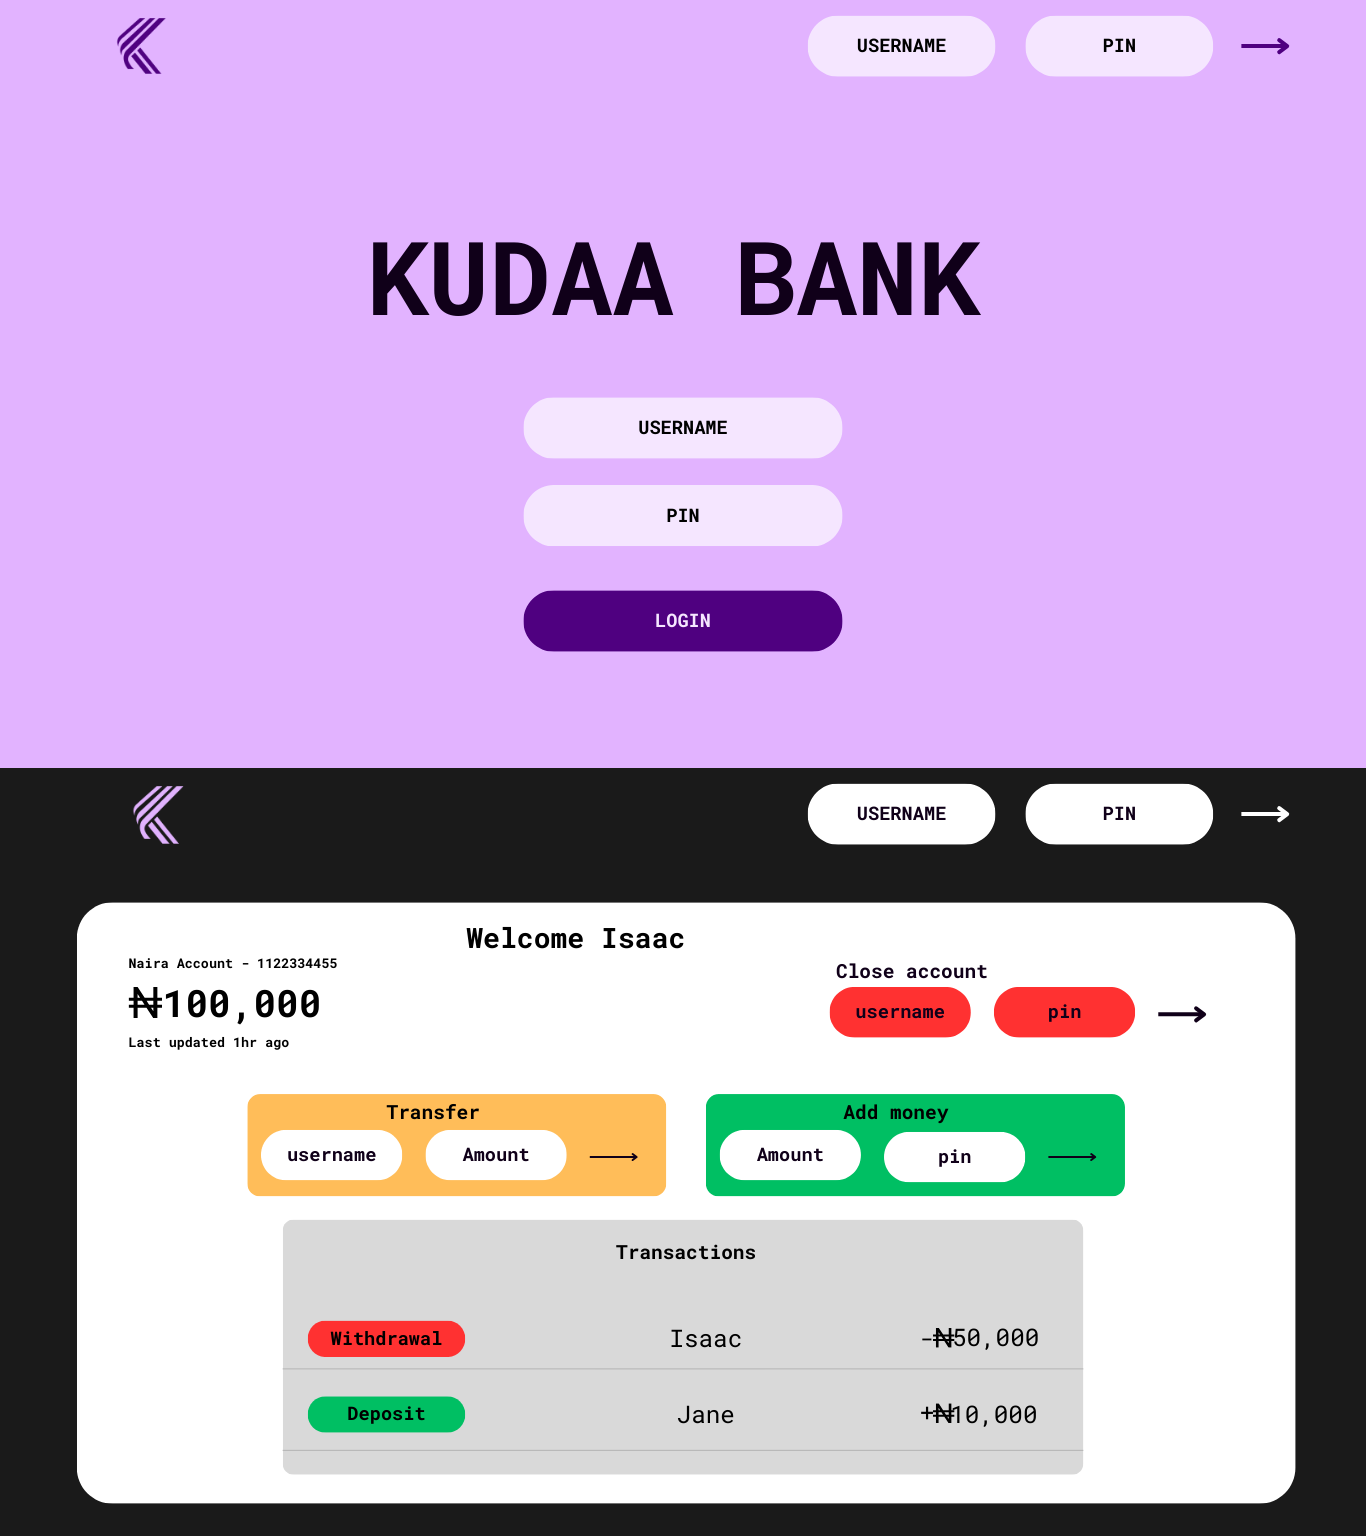 USERNAME PIN
KUDAA BANK
USERNAME
PIN
LOGIN
USERNAME PIN
Welcome Isaac
Naira Account - 1122334455
₦100,000
Last updated 1hr ago
Close account
username pin
Transfer
username Amount
Add money
Amount pin
Transactions
Withdrawal Isaac -₦50,000
Deposit Jane +₦10,000